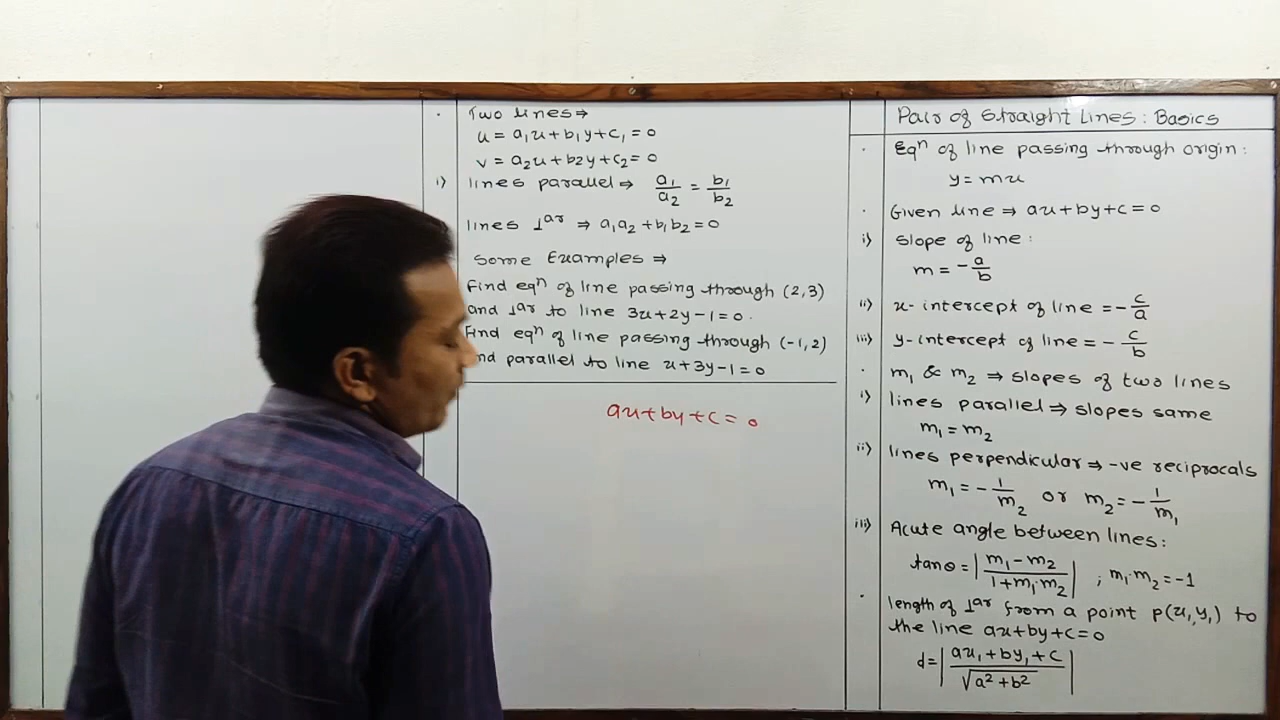 Pair of Straight Lines: Basics
· Eqⁿ of line passing through origin:
y = mx
· Given line ⇒ ax+by+c=0
i) slope of line:
m = -a/b
ii) x-intercept of line = -c/a
iii) y-intercept of line = -c/b
· m₁ & m₂ ⇒ slopes of two lines
i) lines parallel ⇒ slopes same
m₁ = m₂
ii) lines perpendicular ⇒ -ve reciprocals
m₁ = -1/m₂ or m₂ = -1/m₁
iii) Acute angle between lines:
tanθ = |(m₁-m₂)/(1+m₁·m₂)| ; m₁·m₂ = -1
· length of ⊥ar from a point P(x₁,y₁) to
the line ax+by+c=0
d = |(ax₁+by₁+c)/√(a²+b²)|
· Two lines ⇒
u = a₁x+b₁y+c₁=0
v = a₂x+b₂y+c₂=0
i) lines parallel ⇒ a₁/a₂ = b₁/b₂
lines ⊥ar ⇒ a₁a₂+b₁b₂=0
Some Examples ⇒
Find eqⁿ of line passing through (2,3)
and ⊥ar to line 3x+2y-1=0.
Find eqⁿ of line passing through (-1,2)
nd parallel to line x+3y-1=0
ax+by+c=0